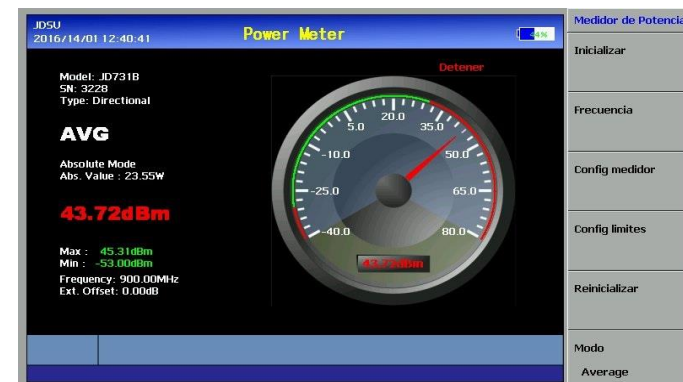 JDSU
2016/14/01 12:40:41
Power Meter
44%
Model: JD731B
SN: 3228
Type: Directional
AVG
Absolute Mode
Abs. Value : 23.55W
43.72dBm
Max : 45.31dBm
Min : -53.00dBm
Frequency: 900.00MHz
Ext. Offset: 0.00dB
Detener
-40.0
-25.0
-10.0
5.0
20.0
35.0
50.0
65.0
80.0
Medidor de Potencia
Inicializar
Frecuencia
Config medidor
Config limites
Reinicializar
Modo
Average